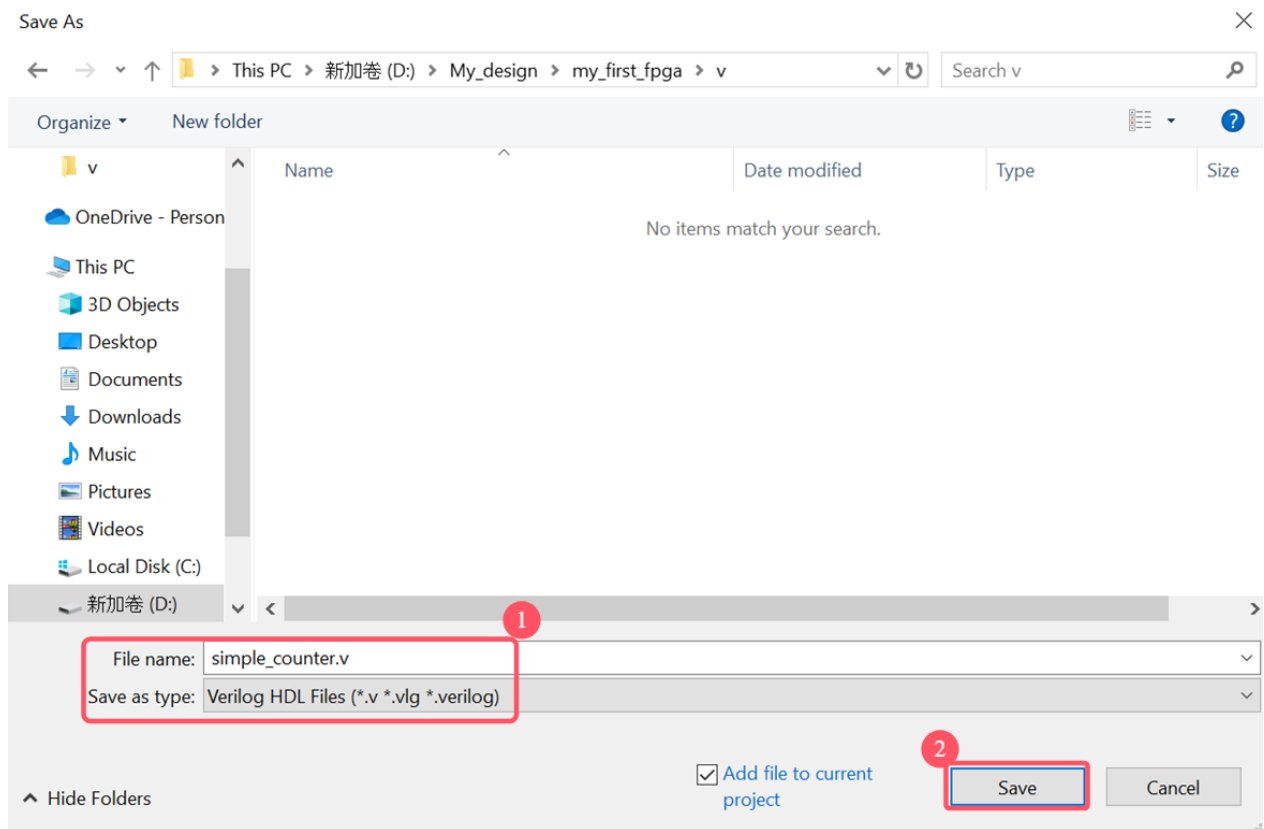 Save As
This PC > 新加卷 (D:) > My_design > my_first_fpga > v
Search v
Organize
New folder
v
OneDrive - Person
This PC
3D Objects
Desktop
Documents
Downloads
Music
Pictures
Videos
Local Disk (C:)
新加卷 (D:)
Name
Date modified
Type
Size
No items match your search.
1
File name: simple_counter.v
Save as type: Verilog HDL Files (*.v *.vlg *.verilog)
2
Add file to current
project
Save
Cancel
Hide Folders